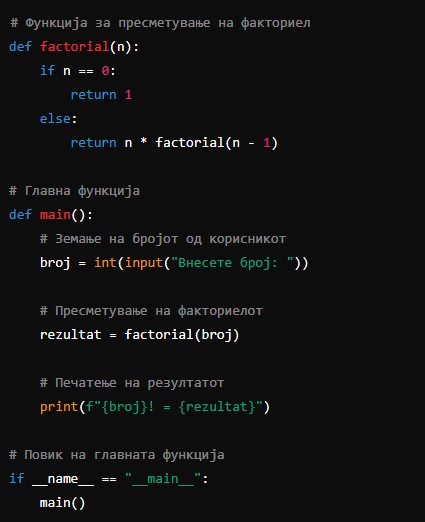 # Функција за пресметување на факториел
def factorial(n):
    if n == 0:
        return 1
    else:
        return n * factorial(n - 1)
# Главна функција
def main():
    # Земање на бројот од корисникот
    broj = int(input("Внесете број: "))
    # Пресметување на факториелот
    rezultat = factorial(broj)
    # Печатење на резултатот
    print(f"{broj}! = {rezultat}")
# Повик на главната функција
if __name__ == "__main__":
    main()